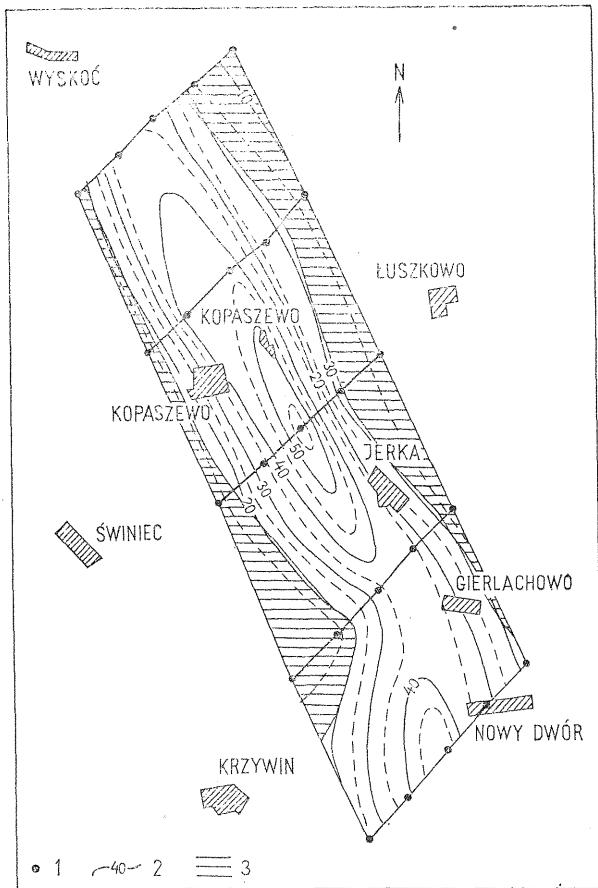 WYSKOĆ
N
10
ŁUSZKOWO
KOPASZEWO
30
20
KOPASZEWO
JERKA
50
40
30
20
ŚWINIEC
GIERLACHOWO
40
NOWY DWÓR
KRZYWIN
1 40 2 3